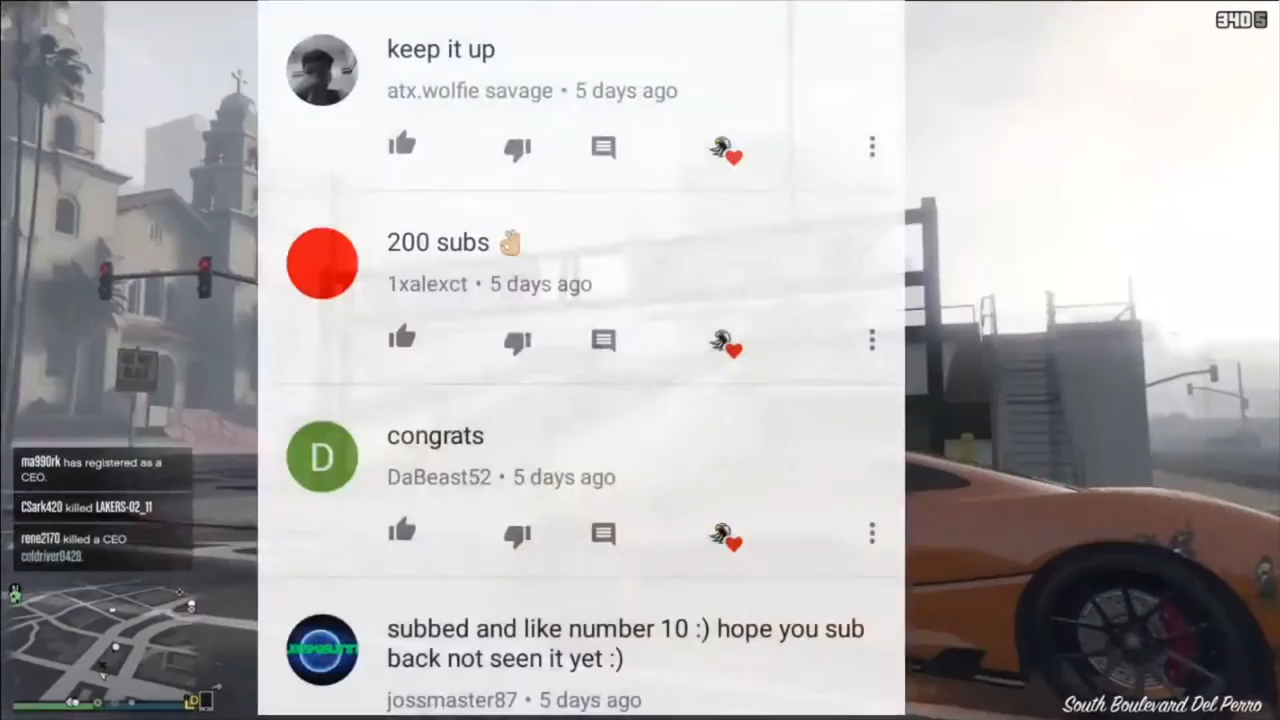 34D5
keep it up
atx.wolfie savage • 5 days ago
200 subs 👌🏼
1xalexct • 5 days ago
D
congrats
DaBeast52 • 5 days ago
ma990rk has registered as a
CEO.
CSark420 killed LAKERS-02_11
rene2170 killed a CEO
coldriver0420.
subbed and like number 10 :) hope you sub
back not seen it yet :)
jossmaster87 • 5 days ago
South Boulevard Del Perro